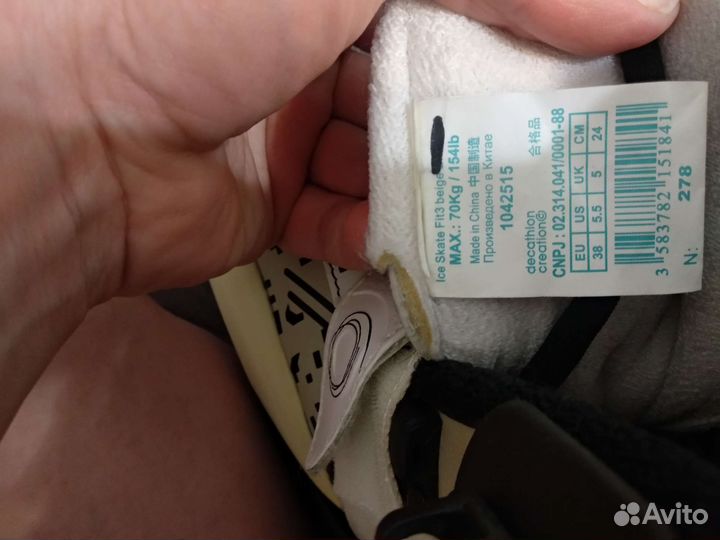 Ice Skate Fit3 beige
MAX.: 70Kg / 154lb
Made in China 中国制造
Произведено в Китае
1042515 合格品
decathlon
creation©
CNPJ : 02.314.041/0001-88
EU US UK CM
38 5.5 5 24
3 583782 151841
N: 278
Avito